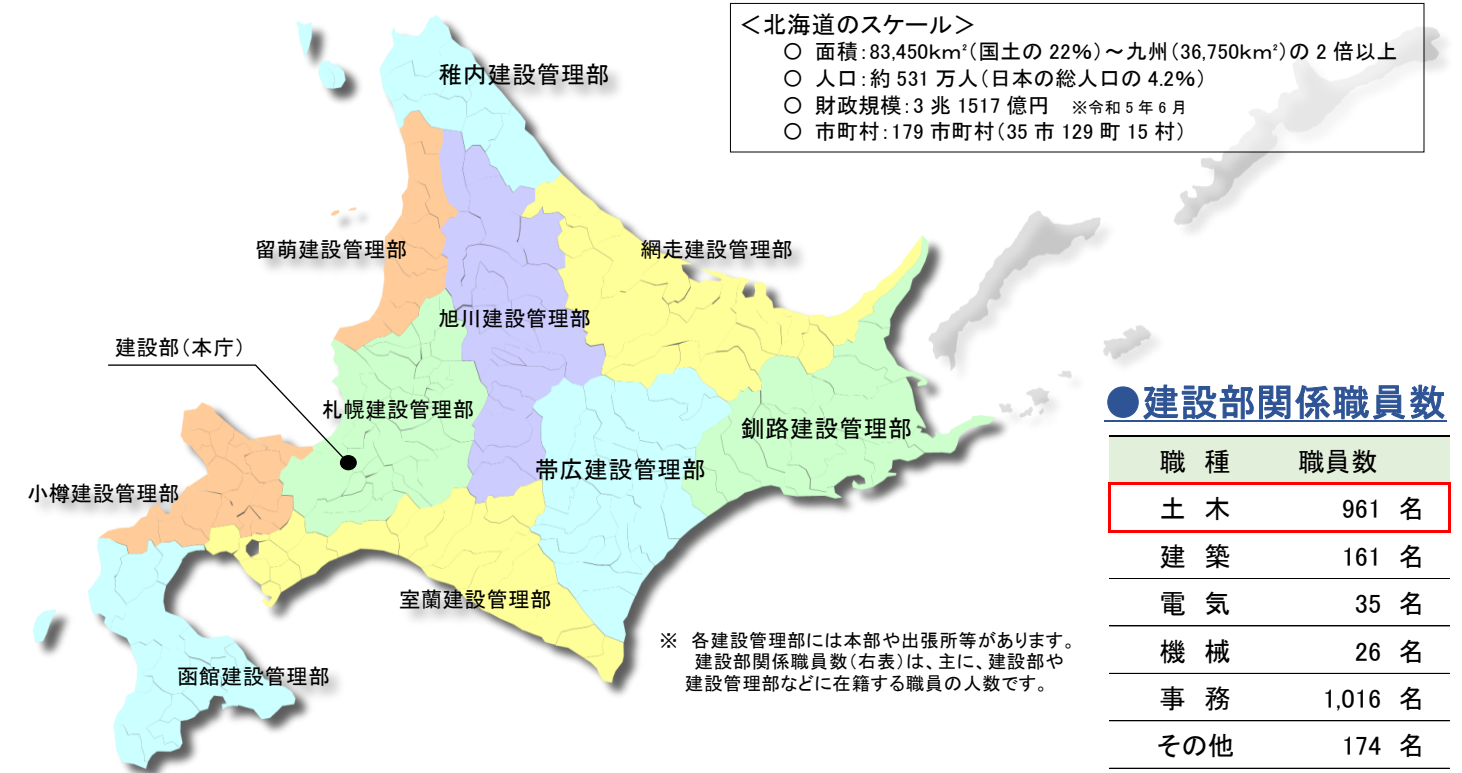 ＜北海道のスケール＞
○ 面積：83,450km²（国土の 22%）～九州（36,750km²）の 2 倍以上
○ 人口：約 531 万人（日本の総人口の 4.2%）
○ 財政規模：3 兆 1517 億円　※令和 5 年 6 月
○ 市町村：179 市町村（35 市 129 町 15 村）
稚内建設管理部
留萌建設管理部
網走建設管理部
旭川建設管理部
建設部（本庁）
札幌建設管理部
釧路建設管理部
帯広建設管理部
小樽建設管理部
室蘭建設管理部
函館建設管理部
※ 各建設管理部には本部や出張所等があります。
建設部関係職員数（右表）は、主に、建設部や
建設管理部などに在籍する職員の人数です。
●建設部関係職員数
職 種 職員数
土 木 961 名
建 築 161 名
電 気 35 名
機 械 26 名
事 務 1,016 名
その他 174 名